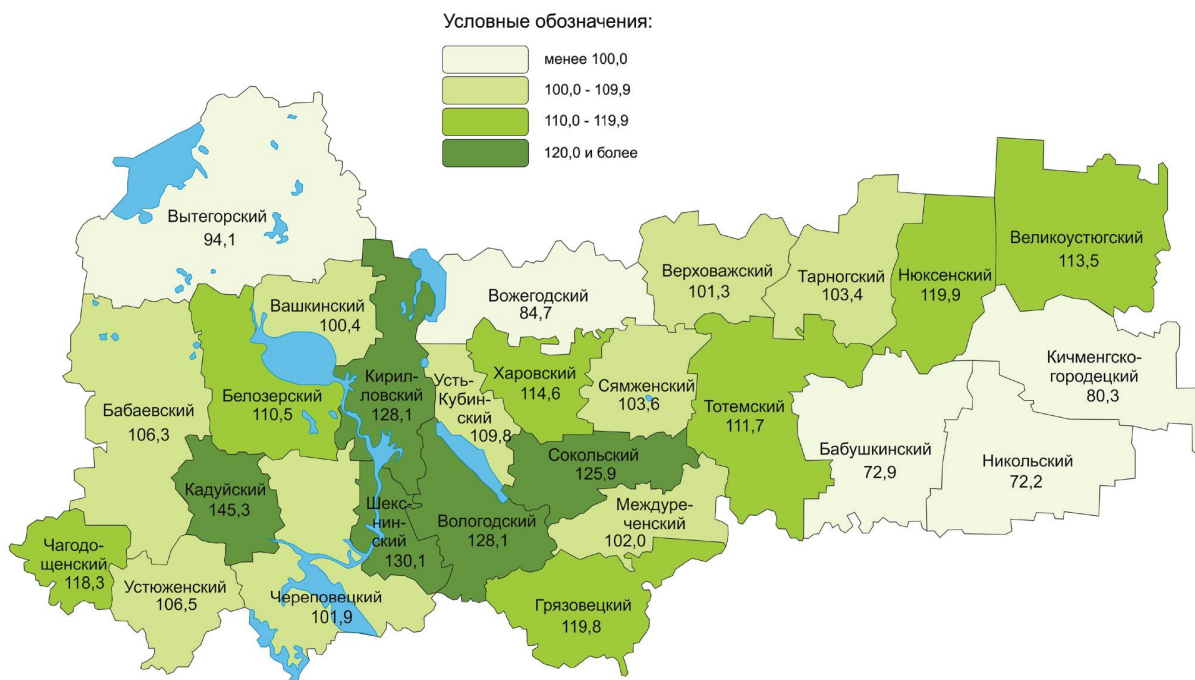 Условные обозначения:
менее 100,0
100,0 - 109,9
110,0 - 119,9
120,0 и более
Вытегорский
94,1
Вашкинский
100,4
Вожегодский
84,7
Верховажский
101,3
Тарногский
103,4
Нюксенский
119,9
Великоустюгский
113,5
Бабаевский
106,3
Белозерский
110,5
Кирил-
ловский
128,1
Усть-
Кубин-
ский
109,8
Харовский
114,6
Сямженский
103,6
Тотемский
111,7
Кичменгско-
городецкий
80,3
Бабушкинский
72,9
Никольский
72,2
Кадуйский
145,3
Шекс-
нин-
ский
130,1
Вологодский
128,1
Сокольский
125,9
Междуре-
ченский
102,0
Чагодо-
щенский
118,3
Устюженский
106,5
Череповецкий
101,9
Грязовецкий
119,8